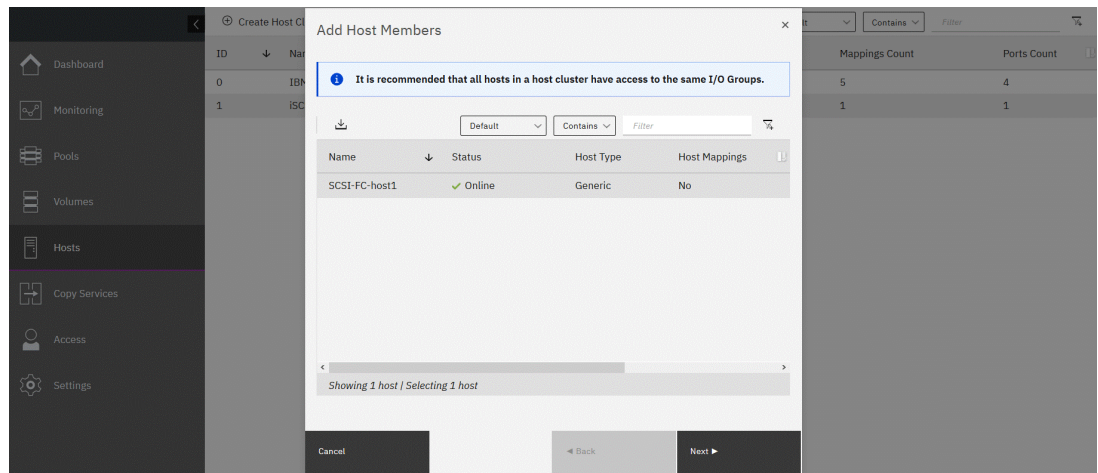 Create Host Cl
ID
Nan
0
IBM
1
iSC
Dashboard
Monitoring
Pools
Volumes
Hosts
Copy Services
Access
Settings
Add Host Members
It is recommended that all hosts in a host cluster have access to the same I/O Groups.
Default
Contains
Filter
Name Status Host Type Host Mappings
SCSI-FC-host1 Online Generic No
Showing 1 host | Selecting 1 host
Cancel
Back
Next
lt
Contains
Filter
Mappings Count Ports Count
5 4
1 1